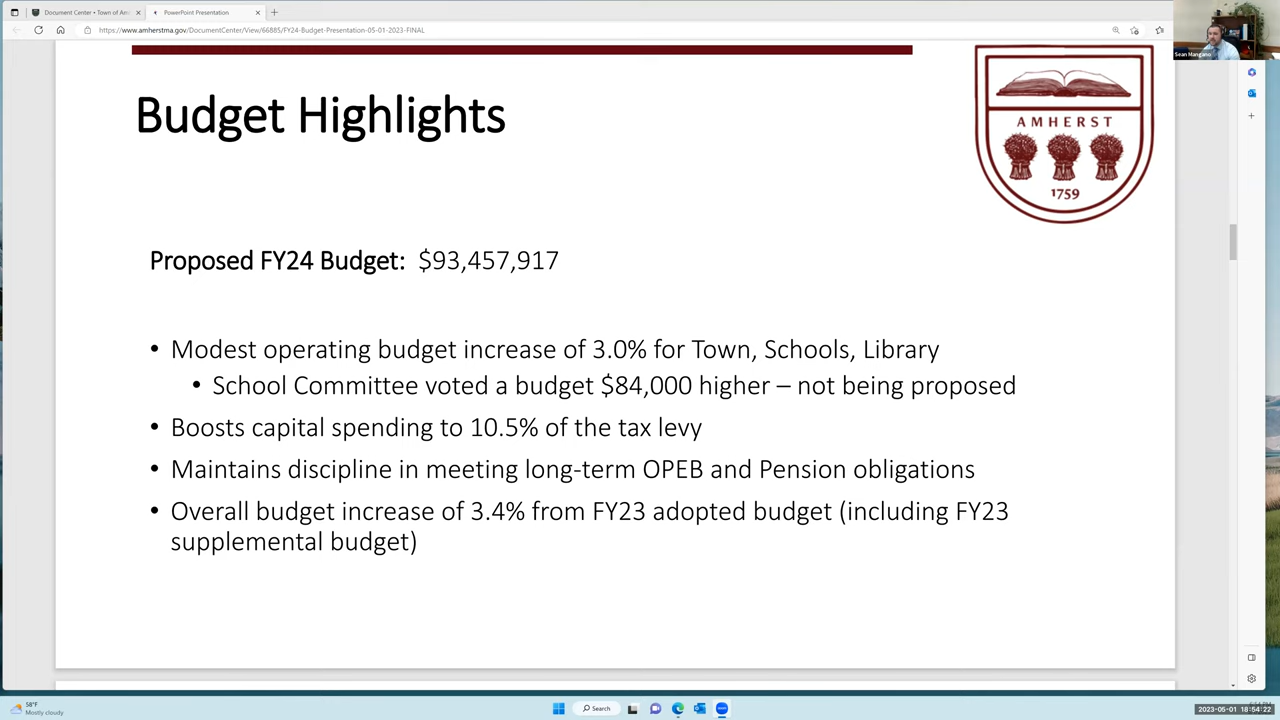 Document Center • Town of Am
PowerPoint Presentation
https://www.amherstma.gov/DocumentCenter/View/66885/FY24-Budget-Presentation-05-01-2023-FINAL
Sean Mangano
Budget Highlights
AMHERST
1759
Proposed FY24 Budget: $93,457,917
• Modest operating budget increase of 3.0% for Town, Schools, Library
• School Committee voted a budget $84,000 higher – not being proposed
• Boosts capital spending to 10.5% of the tax levy
• Maintains discipline in meeting long-term OPEB and Pension obligations
• Overall budget increase of 3.4% from FY23 adopted budget (including FY23
supplemental budget)
58°F
Mostly cloudy
Search
2023-05-01 18:54:22